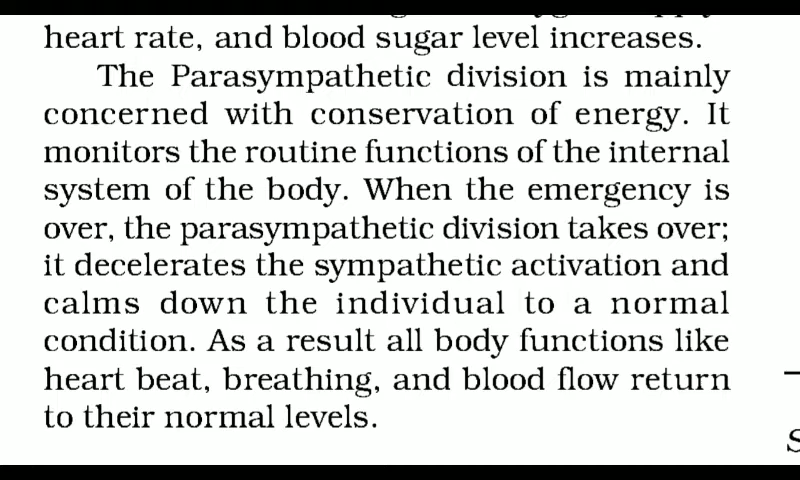 heart rate, and blood sugar level increases.
The Parasympathetic division is mainly
concerned with conservation of energy. It
monitors the routine functions of the internal
system of the body. When the emergency is
over, the parasympathetic division takes over;
it decelerates the sympathetic activation and
calms down the individual to a normal
condition. As a result all body functions like
heart beat, breathing, and blood flow return
to their normal levels.